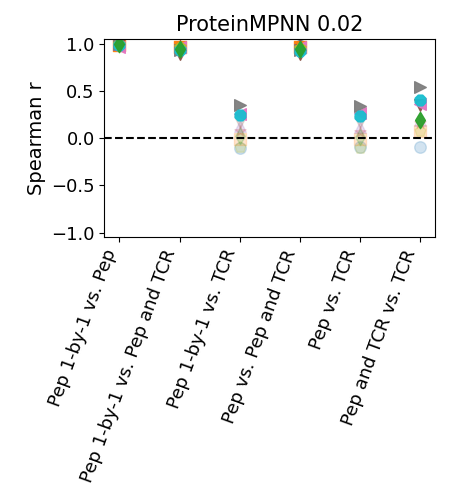 ProteinMPNN 0.02
Spearman r
1.0
0.5
0.0
−0.5
−1.0
Pep 1-by-1 vs. Pep
Pep 1-by-1 vs. Pep and TCR
Pep 1-by-1 vs. TCR
Pep vs. Pep and TCR
Pep vs. TCR
Pep and TCR vs. TCR